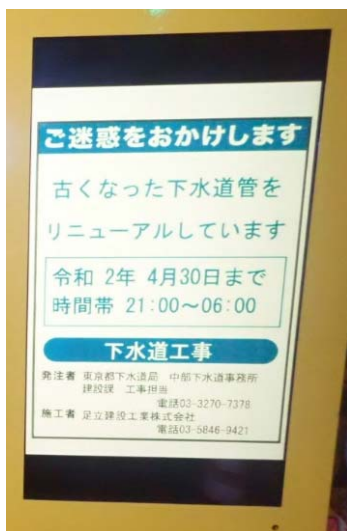 ご迷惑をおかけします
古くなった下水道管を
リニューアルしています
令和 2年 4月30日まで
時間帯 21:00～06:00
下水道工事
発注者 東京都下水道局 中部下水道事務所
建設課 工事担当
電話03-3270-7378
施工者 足立建設工業株式会社
電話03-5846-9421